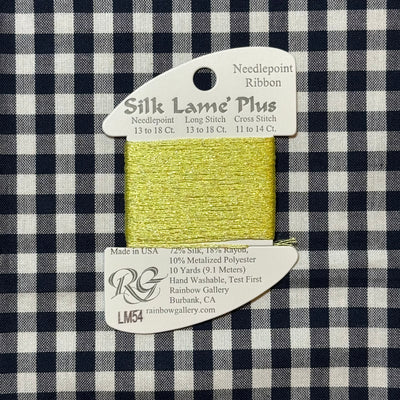 Needlepoint
Ribbon
Silk Lamé Plus
Needlepoint Long Stitch Cross Stitch
13 to 18 Ct. 13 to 18 Ct. 11 to 14 Ct.
Made in USA
72% Silk, 18% Rayon,
10% Metalized Polyester
10 Yards (9.1 Meters)
Hand Washable, Test First
Rainbow Gallery
Burbank, CA
rainbowgallery.com
RG
LM54